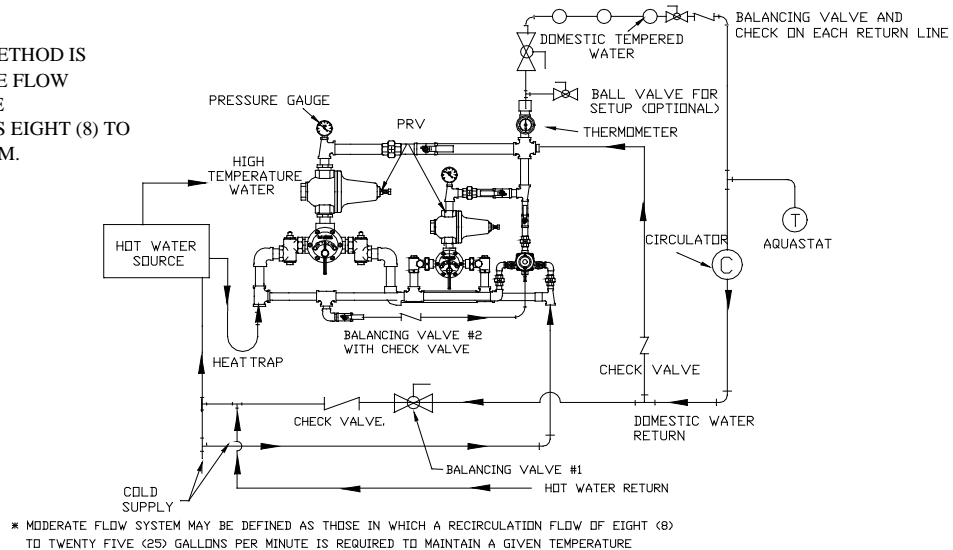 ETHOD IS
E FLOW
E
S EIGHT (8) TO
M.
BALANCING VALVE AND
CHECK ON EACH RETURN LINE
DOMESTIC TEMPERED
WATER
BALL VALVE FOR
SETUP (OPTIONAL)
PRESSURE GAUGE
PRV
THERMOMETER
HIGH
TEMPERATURE
WATER
HOT WATER
SOURCE
T
AQUASTAT
CIRCULATOR
C
BALANCING VALVE #2
WITH CHECK VALVE
HEAT TRAP
CHECK VALVE
CHECK VALVE.
DOMESTIC WATER
RETURN
BALANCING VALVE #1
COLD
SUPPLY
HOT WATER RETURN
* MODERATE FLOW SYSTEM MAY BE DEFINED AS THOSE IN WHICH A RECIRCULATION FLOW OF EIGHT (8)
TO TWENTY FIVE (25) GALLONS PER MINUTE IS REQUIRED TO MAINTAIN A GIVEN TEMPERATURE